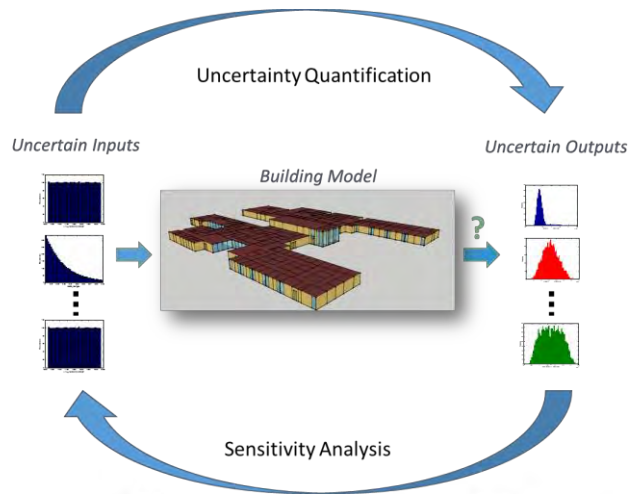 Uncertainty Quantification
Uncertain Inputs
Uncertain Outputs
Building Model
?
Sensitivity Analysis